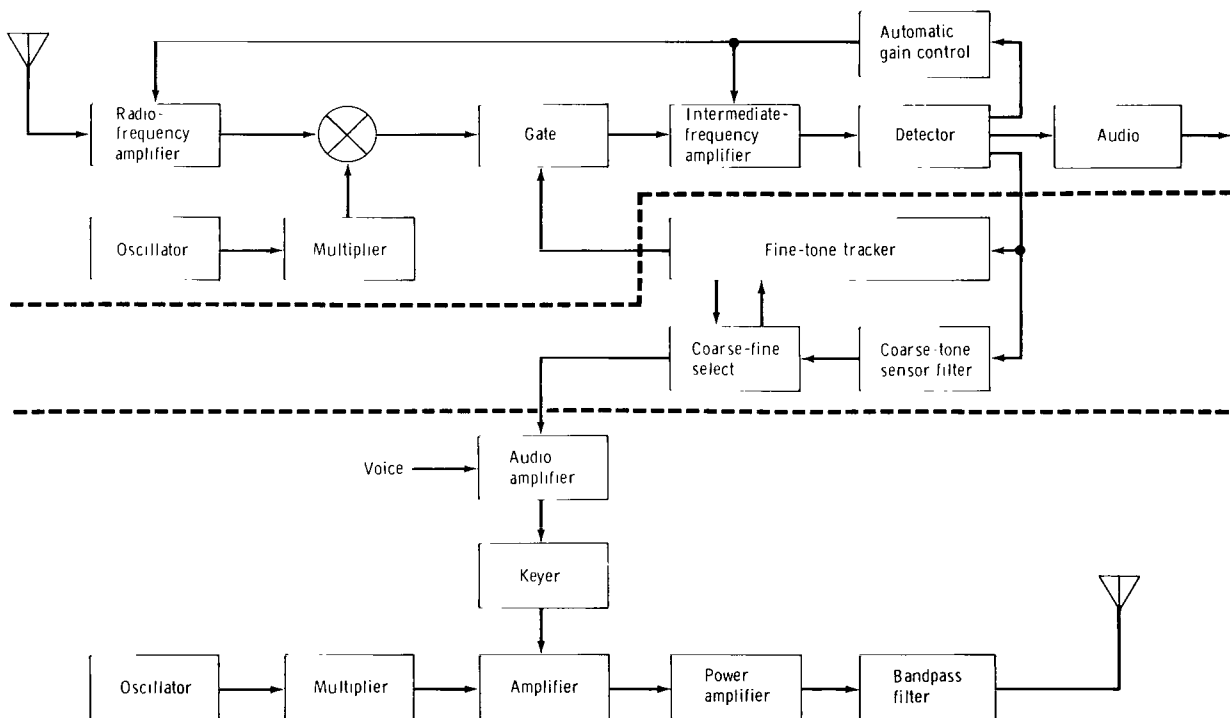 Automatic
gain control
Radio-
frequency
amplifier
Gate
Intermediate-
frequency
amplifier
Detector
Audio
Oscillator
Multiplier
Fine-tone tracker
Coarse-fine
select
Coarse-tone
sensor filter
Voice
Audio
amplifier
Keyer
Oscillator
Multiplier
Amplifier
Power
amplifier
Bandpass
filter